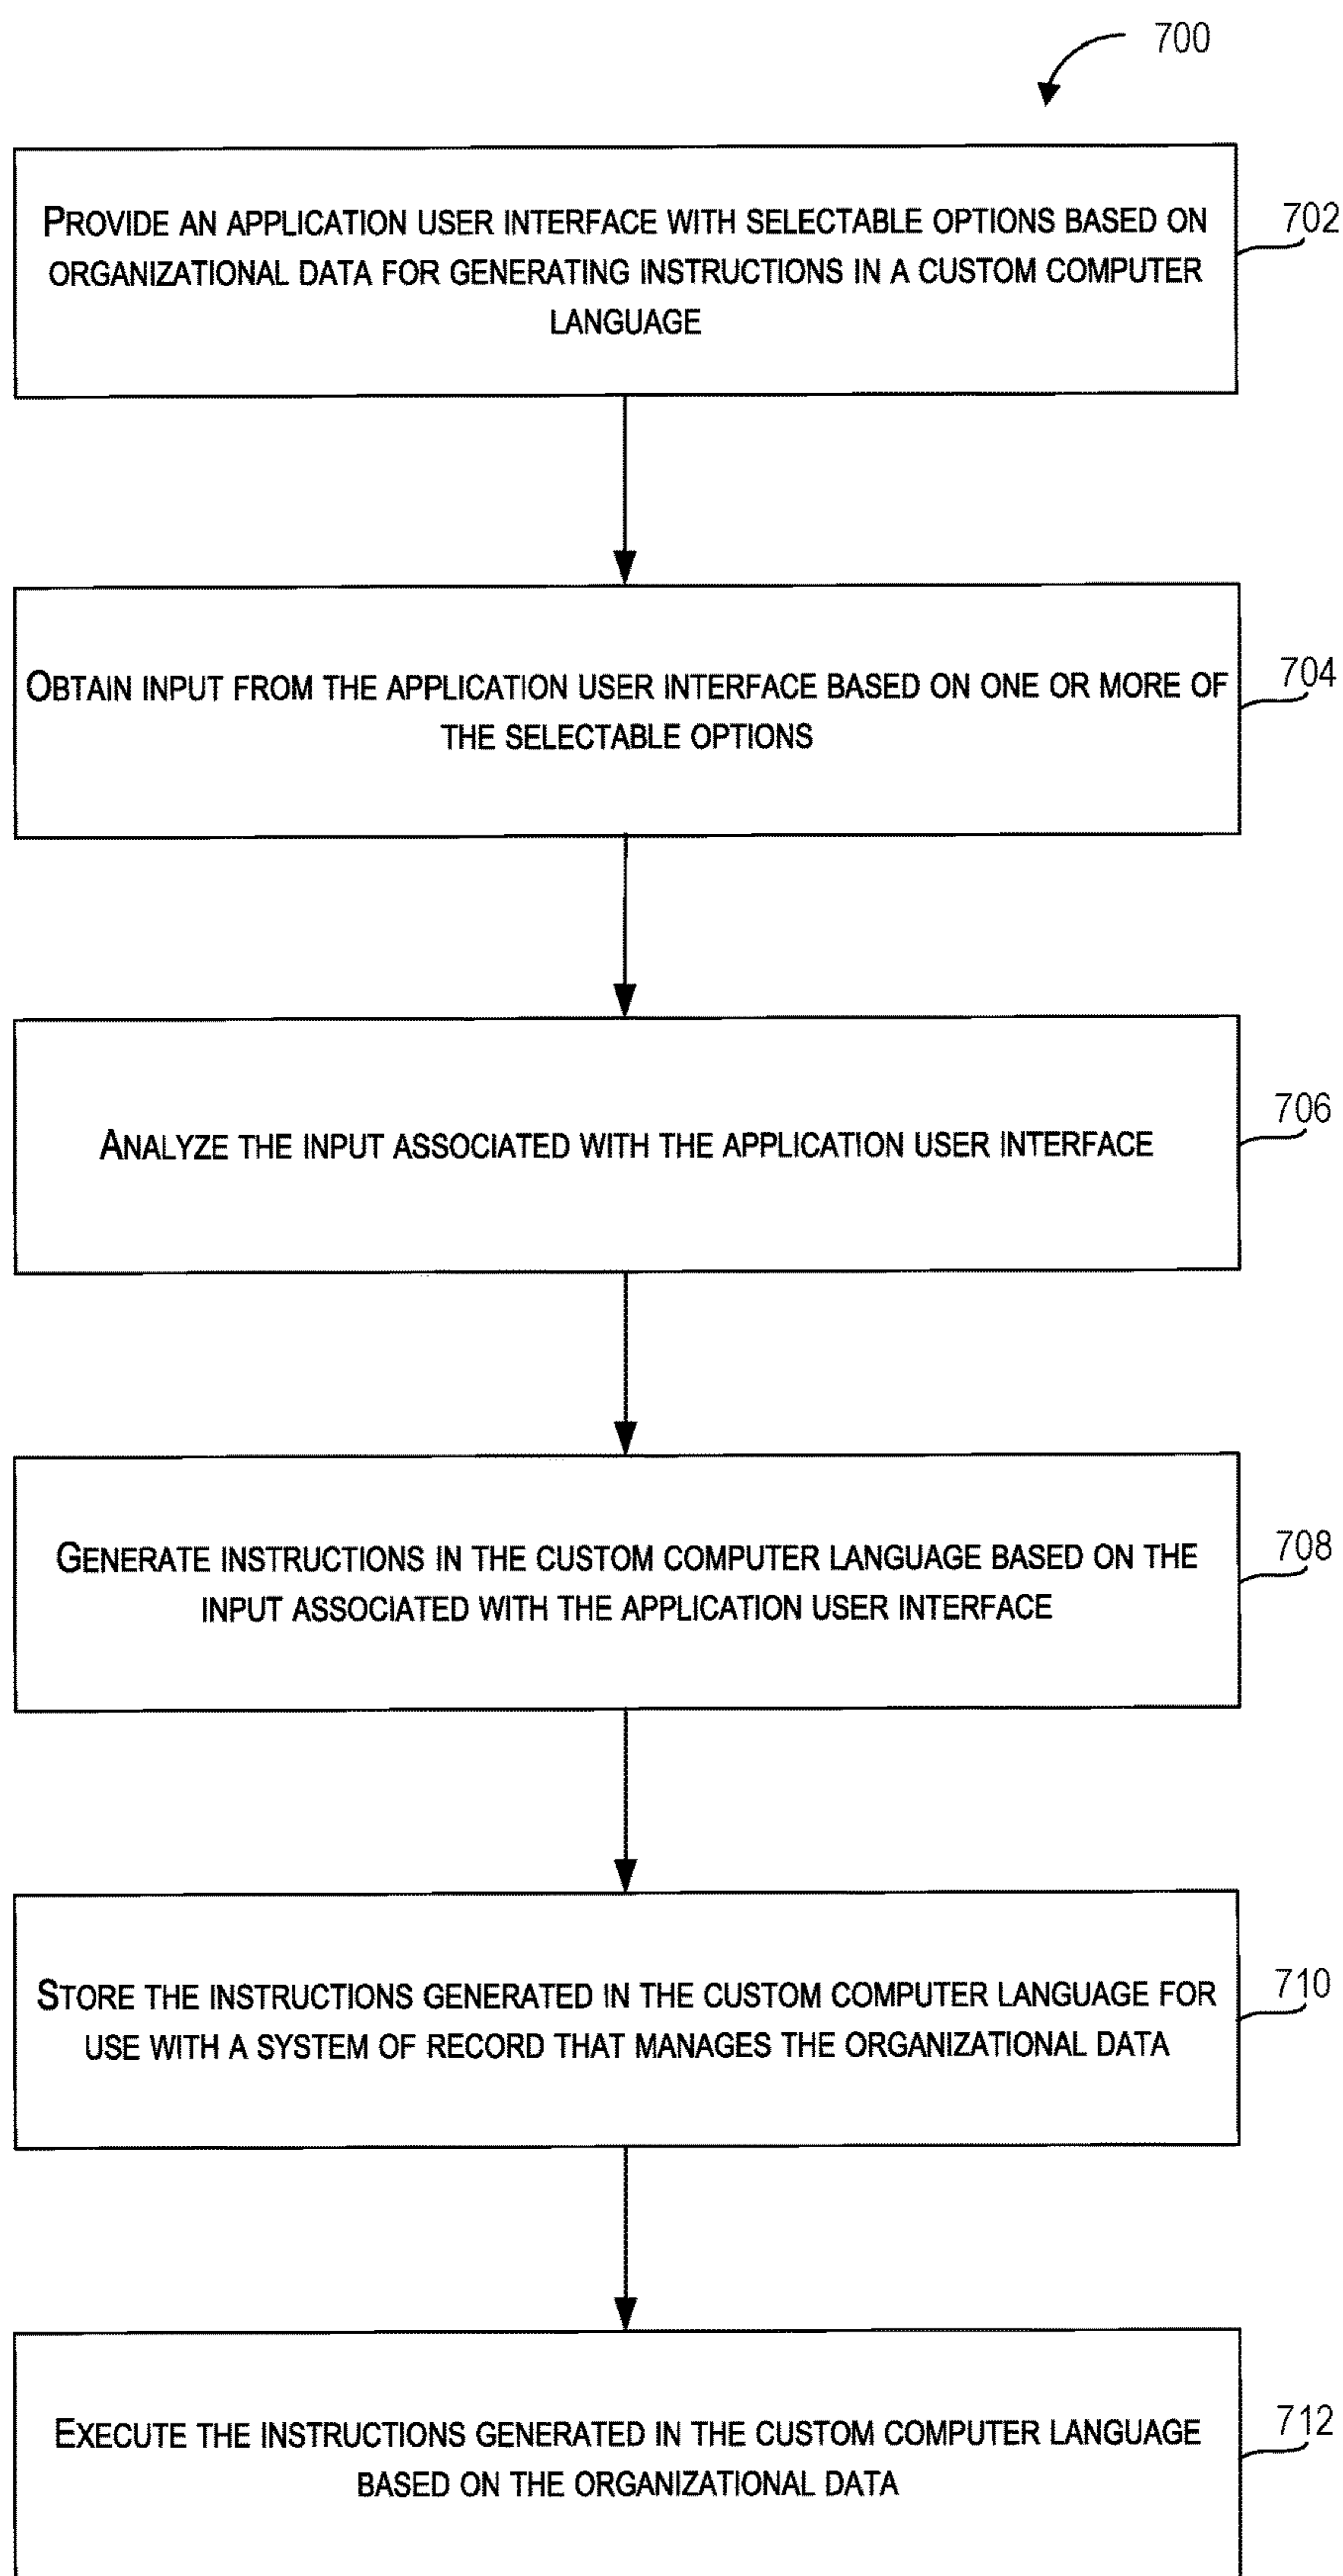 700
PROVIDE AN APPLICATION USER INTERFACE WITH SELECTABLE OPTIONS BASED ON
ORGANIZATIONAL DATA FOR GENERATING INSTRUCTIONS IN A CUSTOM COMPUTER
LANGUAGE
702
OBTAIN INPUT FROM THE APPLICATION USER INTERFACE BASED ON ONE OR MORE OF
THE SELECTABLE OPTIONS
704
ANALYZE THE INPUT ASSOCIATED WITH THE APPLICATION USER INTERFACE
706
GENERATE INSTRUCTIONS IN THE CUSTOM COMPUTER LANGUAGE BASED ON THE
INPUT ASSOCIATED WITH THE APPLICATION USER INTERFACE
708
STORE THE INSTRUCTIONS GENERATED IN THE CUSTOM COMPUTER LANGUAGE FOR
USE WITH A SYSTEM OF RECORD THAT MANAGES THE ORGANIZATIONAL DATA
710
EXECUTE THE INSTRUCTIONS GENERATED IN THE CUSTOM COMPUTER LANGUAGE
BASED ON THE ORGANIZATIONAL DATA
712